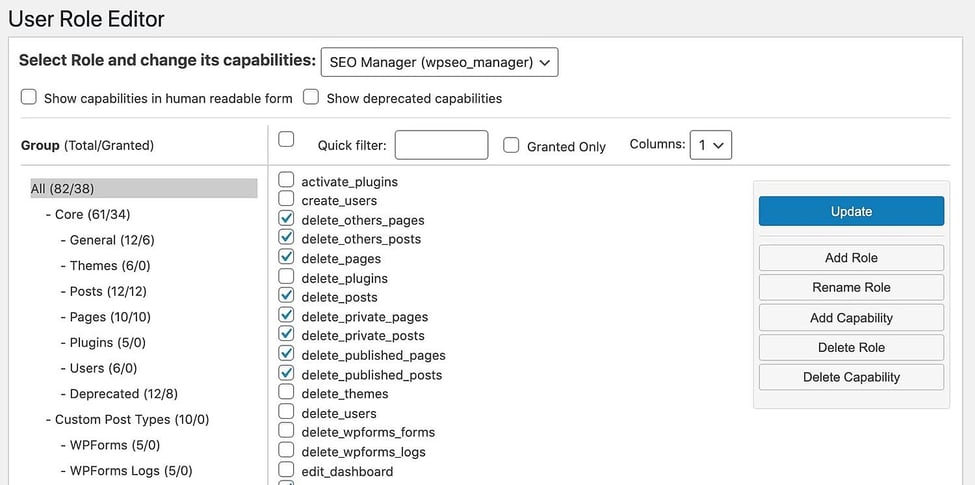 User Role Editor
Select Role and change its capabilities: SEO Manager (wpseo_manager)
Show capabilities in human readable form Show deprecated capabilities
Group (Total/Granted)
Quick filter: Granted Only Columns: 1
All (82/38)
- Core (61/34)
- General (12/6)
- Themes (6/0)
- Posts (12/12)
- Pages (10/10)
- Plugins (5/0)
- Users (6/0)
- Deprecated (12/8)
- Custom Post Types (10/0)
- WPForms (5/0)
- WPForms Logs (5/0)
activate_plugins
create_users
delete_others_pages
delete_others_posts
delete_pages
delete_plugins
delete_posts
delete_private_pages
delete_private_posts
delete_published_pages
delete_published_posts
delete_themes
delete_users
delete_wpforms_forms
delete_wpforms_logs
edit_dashboard
Update
Add Role
Rename Role
Add Capability
Delete Role
Delete Capability